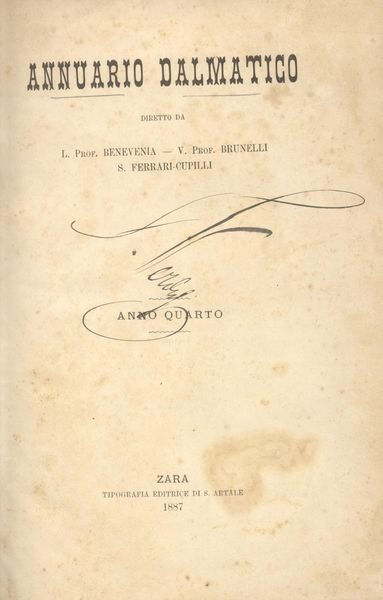 ANNUARIO DALMATICO
DIRETTO DA
L. PROF. BENEVENIA — V. PROF. BRUNELLI
S. FERRARI-CUPILLI
ANNO QUARTO
ZARA
TIPOGRAFIA EDITRICE DI S. ARTALE
1887